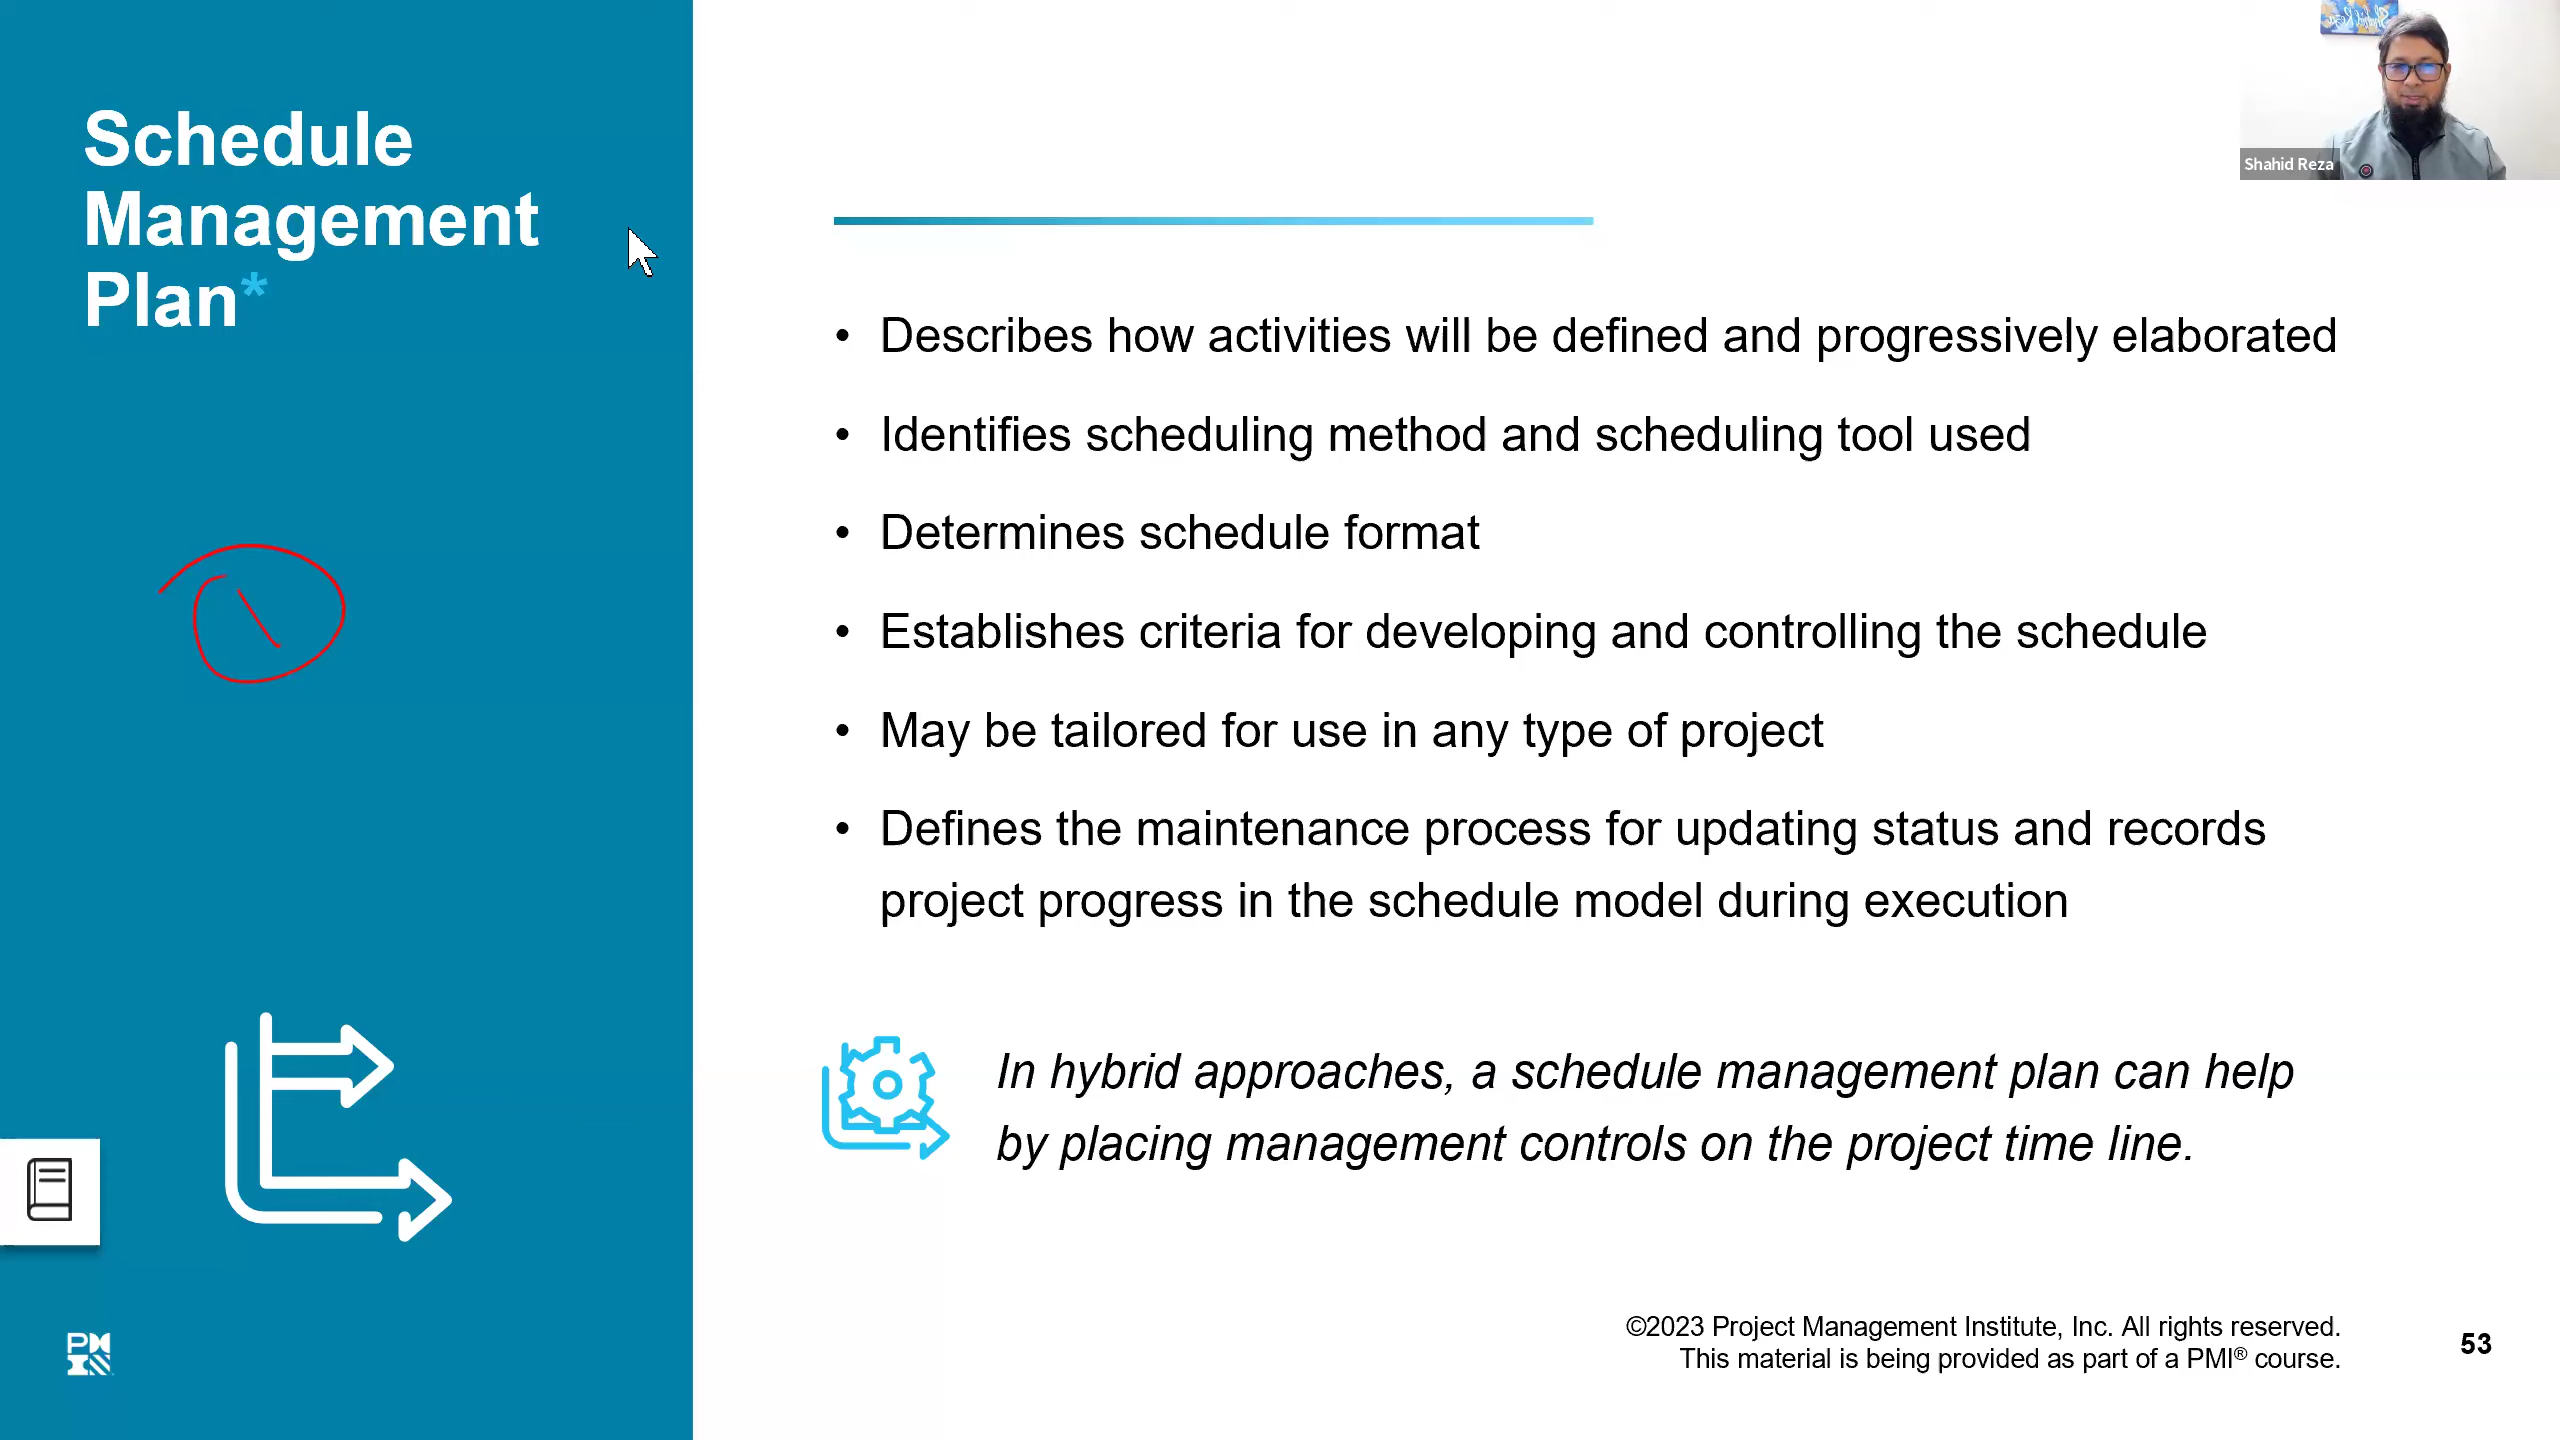 Schedule
Management
Plan*
Shahid Reza
• Describes how activities will be defined and progressively elaborated
• Identifies scheduling method and scheduling tool used
• Determines schedule format
• Establishes criteria for developing and controlling the schedule
• May be tailored for use in any type of project
• Defines the maintenance process for updating status and records
project progress in the schedule model during execution
In hybrid approaches, a schedule management plan can help
by placing management controls on the project time line.
©2023 Project Management Institute, Inc. All rights reserved.
This material is being provided as part of a PMI® course.
53
PMI